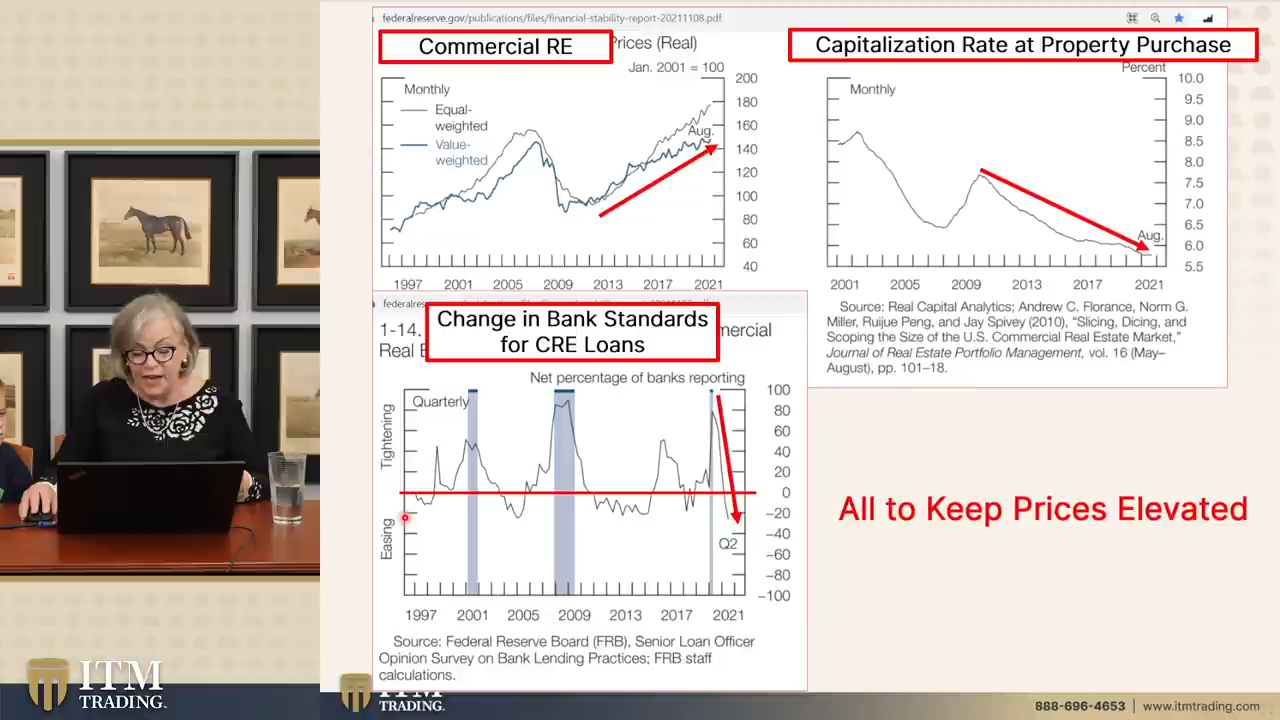 federalreserve.gov/publications/files/financial-stability-report-20211108.pdf
Commercial RE
Prices (Real)
Jan. 2001 = 100
200
180
160
140
120
100
80
60
40
Monthly
Equal-
weighted
Value-
weighted
Aug.
1997 2001 2005 2009 2013 2017 2021
Capitalization Rate at Property Purchase
Percent
10.0
9.5
9.0
8.5
8.0
7.5
7.0
6.5
6.0
5.5
Monthly
Aug.
2001 2005 2009 2013 2017 2021
Source: Real Capital Analytics; Andrew C. Florance, Norm G.
Miller, Ruijue Peng, and Jay Spivey (2010), “Slicing, Dicing, and
Scoping the Size of the U.S. Commercial Real Estate Market,”
Journal of Real Estate Portfolio Management, vol. 16 (May–
August), pp. 101–18.
1-14.
Change in Bank Standards
for CRE Loans
Net percentage of banks reporting
100
80
60
40
20
0
−20
−40
−60
−80
−100
Quarterly
Tightening
Easing
Q2
1997 2001 2005 2009 2013 2017 2021
Source: Federal Reserve Board (FRB), Senior Loan Officer
Opinion Survey on Bank Lending Practices; FRB staff
calculations.
All to Keep Prices Elevated
ITM
TRADING.
ITM
TRADING.
888-696-4653 | www.itmtrading.com